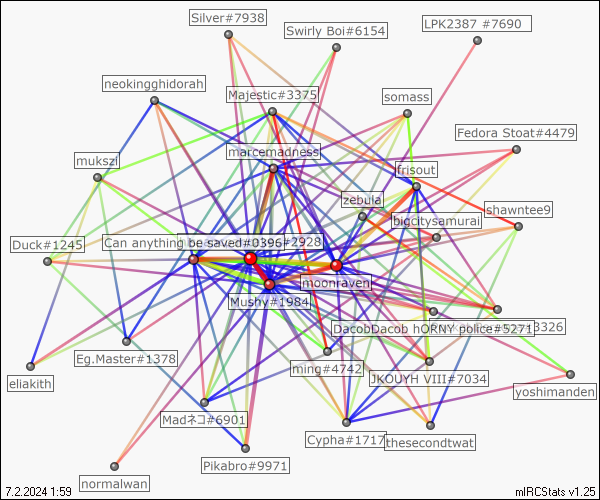 Silver#7938
Swirly Boi#6154
LPK2387 #7690
neokingghidorah
Majestic#3375
somass
Fedora Stoat#4479
mukszi
marcemadness
frisout
zebula
shawntee9
bigcitysamurai
Duck#1245
Can anything be saved#0396
#2928
moonraven
Mushy#1984
DacobDacob hORNY police#5271
3326
Eg.Master#1378
ming#4742
JKOUYH VIII#7034
eliakith
yoshimanden
Madネコ#6901
Cypha#1717
thesecondtwat
Pikabro#9971
normalwan
7.2.2024 1:59
mIRCStats v1.25